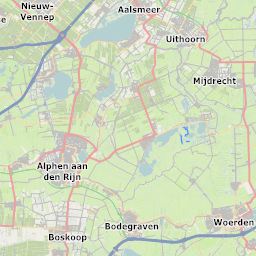 Nieuw-
Vennep
Aalsmeer
Uithoorn
Mijdrecht
Alphen aan
den Rijn
Bodegraven
Woerden
Boskoop